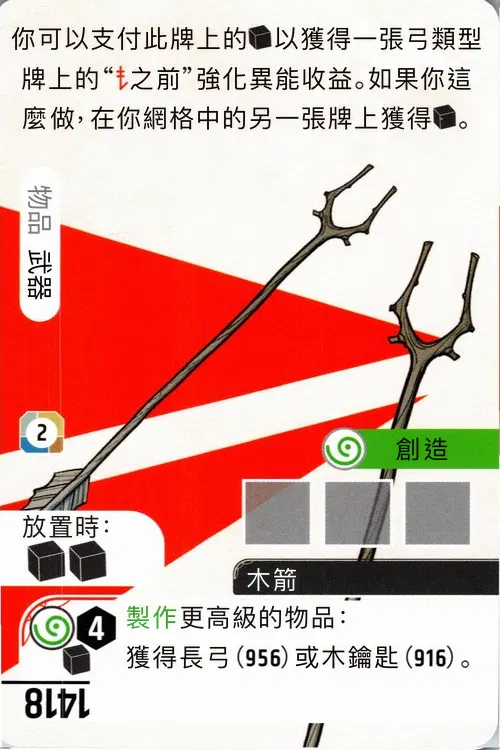 你可以支付此牌上的以獲得一張弓類型
牌上的“之前”強化異能收益。如果你這
麼做，在你網格中的另一張牌上獲得。
物品 武器
2
創造
放置時：
木箭
4
製作更高級的物品：
獲得長弓（956）或木鑰匙（916）。
1418